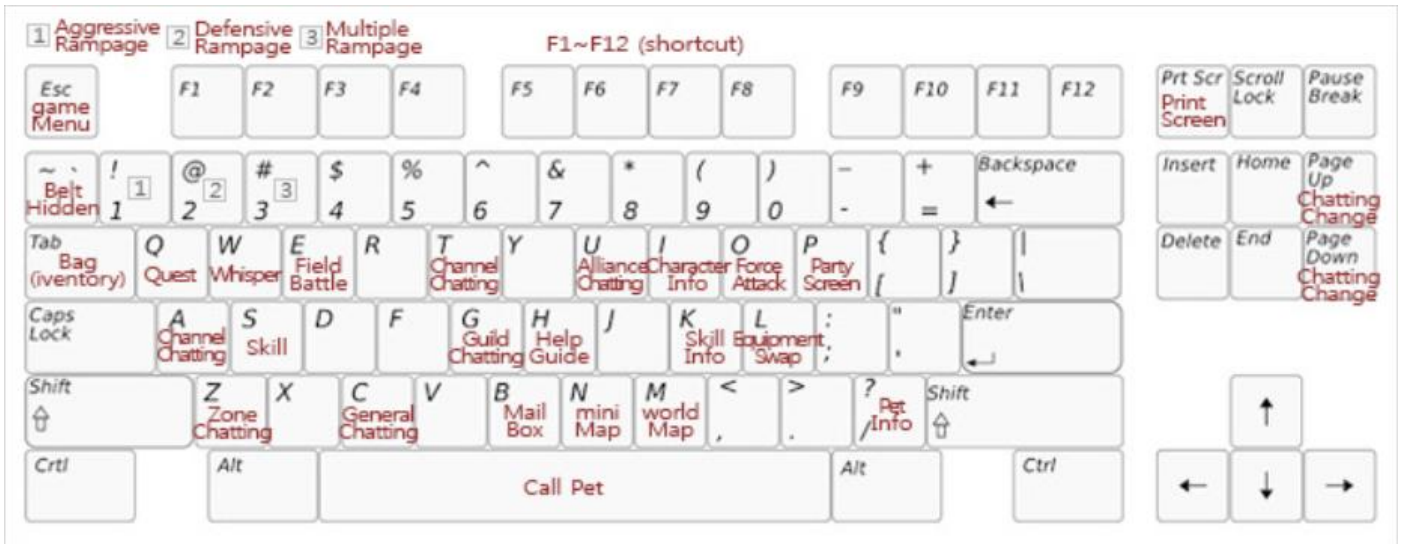 1 Aggressive Rampage 2 Defensive Rampage 3 Multiple Rampage F1~F12 (shortcut)
Esc game Menu F1 F2 F3 F4 F5 F6 F7 F8 F9 F10 F11 F12 Prt Scr Print Screen Scroll Lock Pause Break
~ ` Belt Hidden ! 1 1 @ 2 2 # 3 3 $ 4 % 5 ^ 6 & 7 * 8 ( 9 ) 0 – - + = Backspace ← Insert Home Page Up Chatting Change
Tab Bag (iventory) Q Quest W Whisper E Field Battle R T Channel Chatting Y U Alliance Chatting I Character Info O Force Attack P Party Screen { [ } ] | \ Delete End Page Down Chatting Change
Caps Lock A Channel Chatting S Skill D F G Guild Chatting H Help Guide J K Skill Info L Equipment Swap : ; " ' Enter
Shift Z Zone Chatting X C General Chatting V B Mail Box N mini Map M world Map < , > . ? / Pet Info Shift ↑
Crtl Alt Call Pet Alt Ctrl ← ↓ →